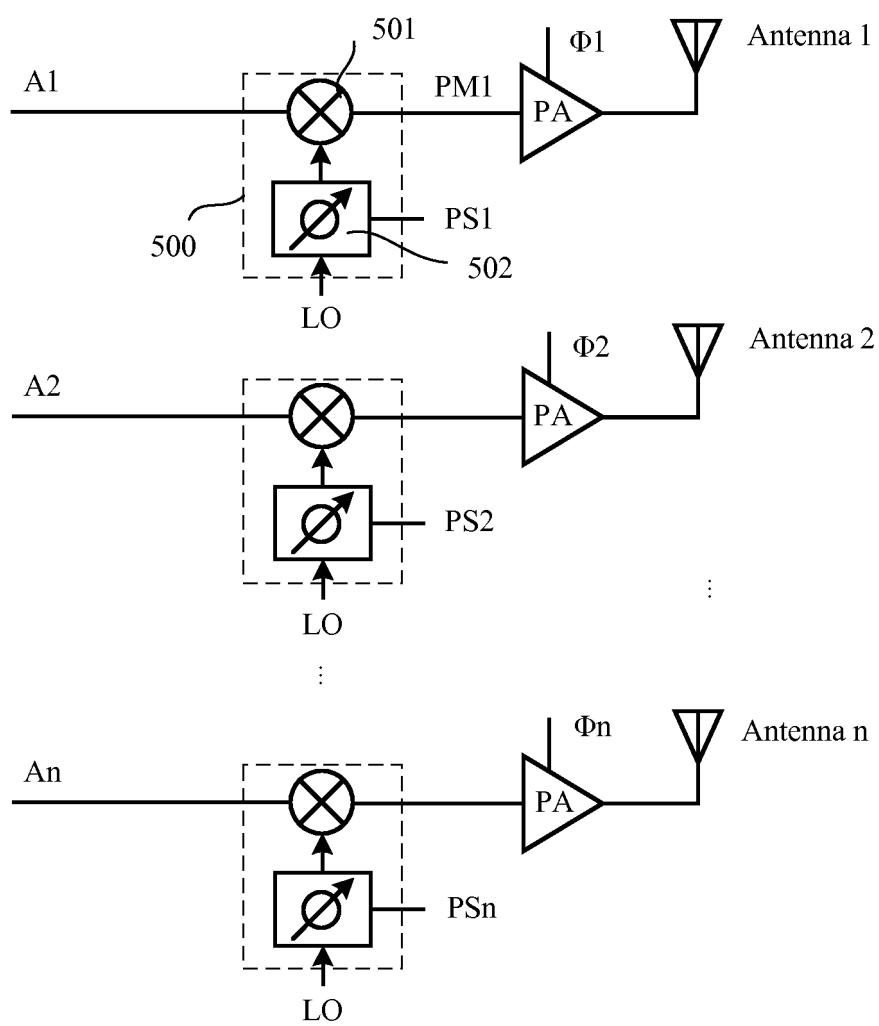 501
Φ1
Antenna 1
A1
PM1
PA
500
PS1
502
LO
Φ2
Antenna 2
A2
PA
PS2
LO
Φn
Antenna n
An
PA
PSn
LO